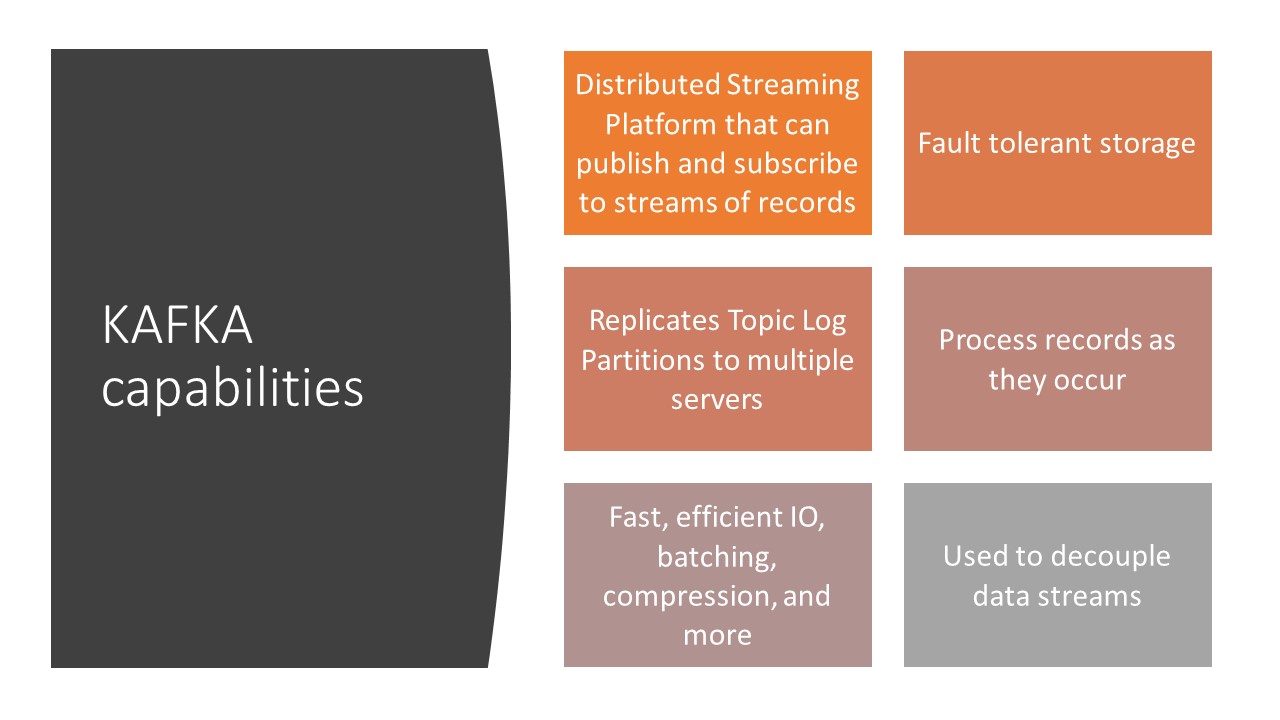 KAFKA
capabilities
Distributed Streaming
Platform that can
publish and subscribe
to streams of records
Fault tolerant storage
Replicates Topic Log
Partitions to multiple
servers
Process records as
they occur
Fast, efficient IO,
batching,
compression, and
more
Used to decouple
data streams